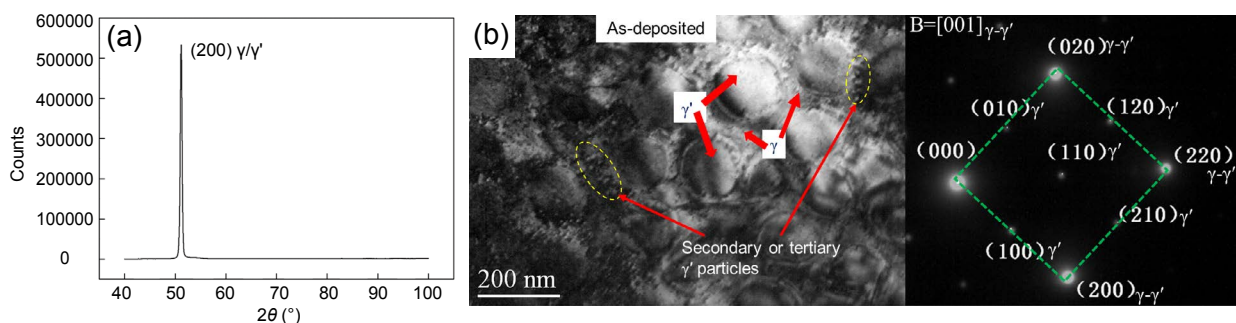 (a)
600000
500000
400000
300000
200000
100000
0
Counts
(200) γ/γ'
40 50 60 70 80 90 100
2θ (°)
(b)
As-deposited
γ'
γ
Secondary or tertiary
γ' particles
200 nm
B=[001]γ-γ'
(020)γ-γ'
(010)γ'
(120)γ'
(000)
(110)γ'
(220)
γ-γ'
(100)γ'
(210)γ'
(200)γ-γ'